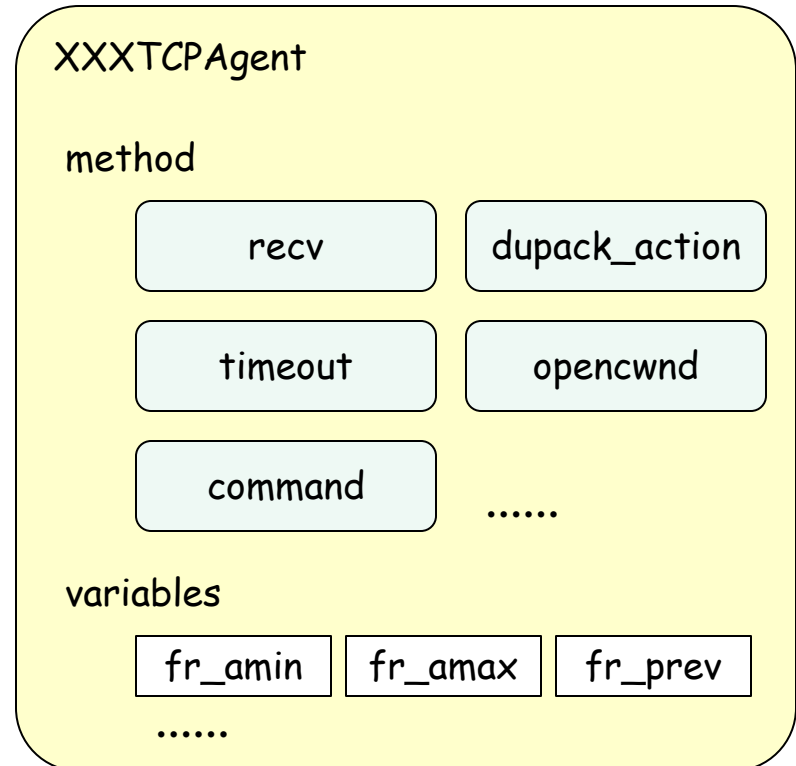 XXXTCPAgent
method
recv dupack_action
timeout opencwnd
command ......
variables
fr_amin fr_amax fr_prev
......